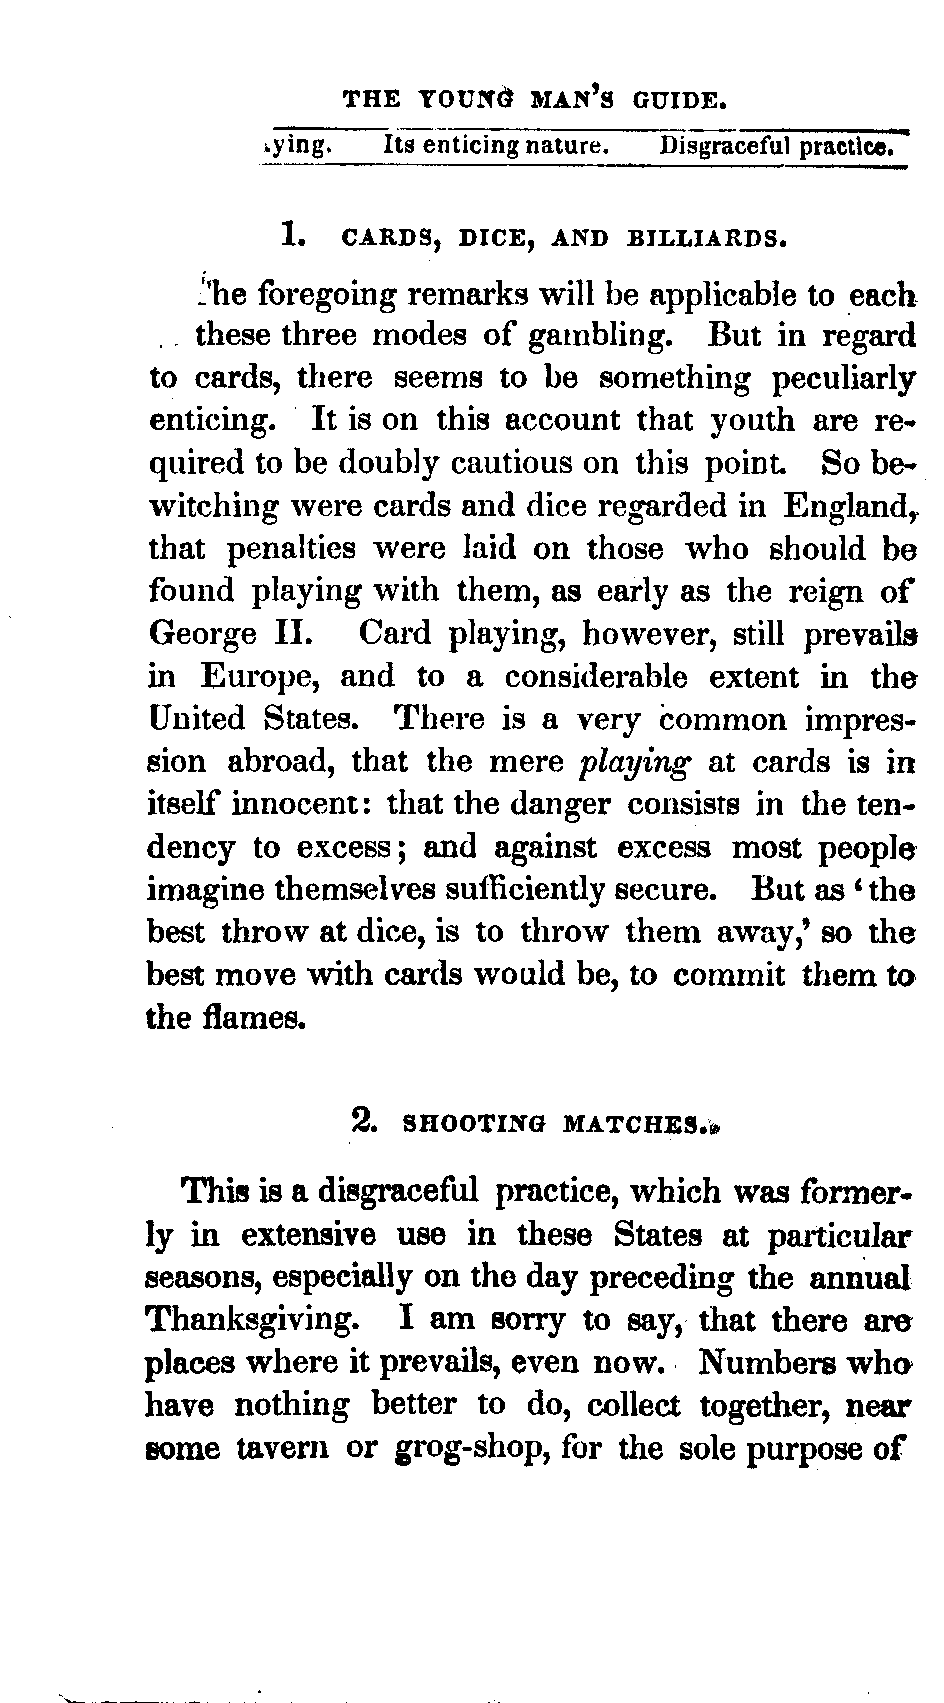 THE YOUNG MAN'S GUIDE.
ying. Its enticing nature. Disgraceful practice.
1. CARDS, DICE, AND BILLIARDS.
The foregoing remarks will be applicable to each
these three modes of gambling. But in regard
to cards, there seems to be something peculiarly
enticing. It is on this account that youth are re-
quired to be doubly cautious on this point. So be-
witching were cards and dice regarded in England,
that penalties were laid on those who should be
found playing with them, as early as the reign of
George II. Card playing, however, still prevails
in Europe, and to a considerable extent in the
United States. There is a very common impres-
sion abroad, that the mere playing at cards is in
itself innocent: that the danger consists in the ten-
dency to excess; and against excess most people
imagine themselves sufficiently secure. But as 'the
best throw at dice, is to throw them away,' so the
best move with cards would be, to commit them to
the flames.
2. SHOOTING MATCHES.
This is a disgraceful practice, which was former-
ly in extensive use in these States at particular
seasons, especially on the day preceding the annual
Thanksgiving. I am sorry to say, that there are
places where it prevails, even now. Numbers who
have nothing better to do, collect together, near
some tavern or grog-shop, for the sole purpose of